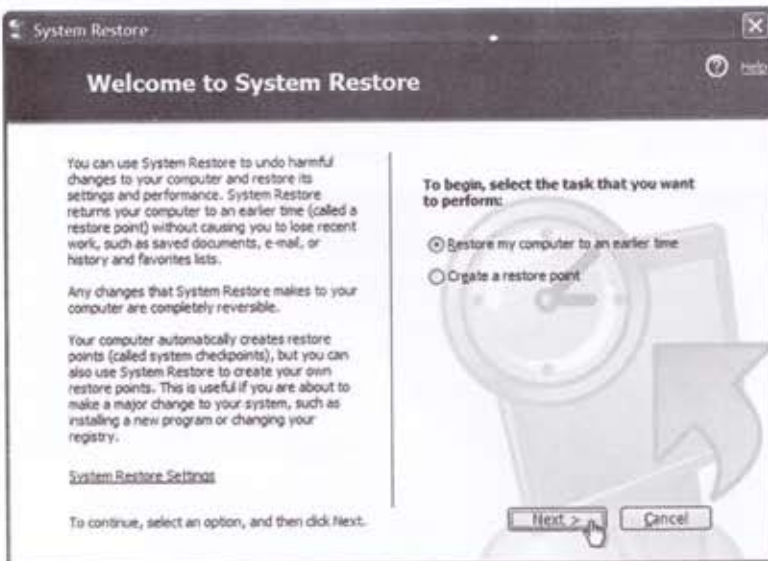 System Restore
Welcome to System Restore
Help
You can use System Restore to undo harmful
changes to your computer and restore its
settings and performance. System Restore
returns your computer to an earlier time (called a
restore point) without causing you to lose recent
work, such as saved documents, e-mail, or
history and favorites lists.
Any changes that System Restore makes to your
computer are completely reversible.
Your computer automatically creates restore
points (called system checkpoints), but you can
also use System Restore to create your own
restore points. This is useful if you are about to
make a major change to your system, such as
installing a new program or changing your
registry.
System Restore Settings
To continue, select an option, and then click Next.
To begin, select the task that you want
to perform:
Restore my computer to an earlier time
Create a restore point
Next >
Cancel